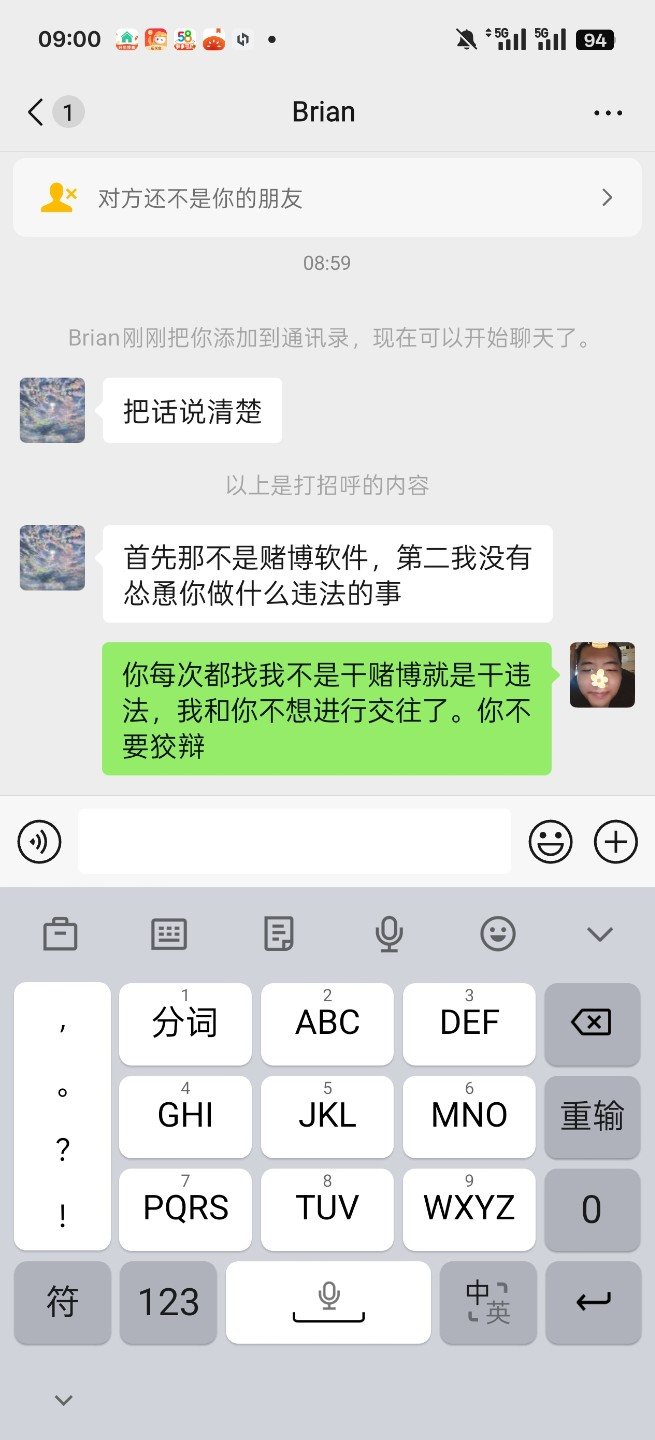 09:00
58
5G
5G
94
1
Brian
对方还不是你的朋友
08:59
Brian刚刚把你添加到通讯录，现在可以开始聊天了。
把话说清楚
以上是打招呼的内容
首先那不是赌博软件，第二我没有
怂恿你做什么违法的事
你每次都找我不是干赌博就是干违
法，我和你不想进行交往了。你不
要狡辩
，
。
?
!
1
分词
2
ABC
3
DEF
4
GHI
5
JKL
6
MNO
重输
7
PQRS
8
TUV
9
WXYZ
0
符
123
中
英